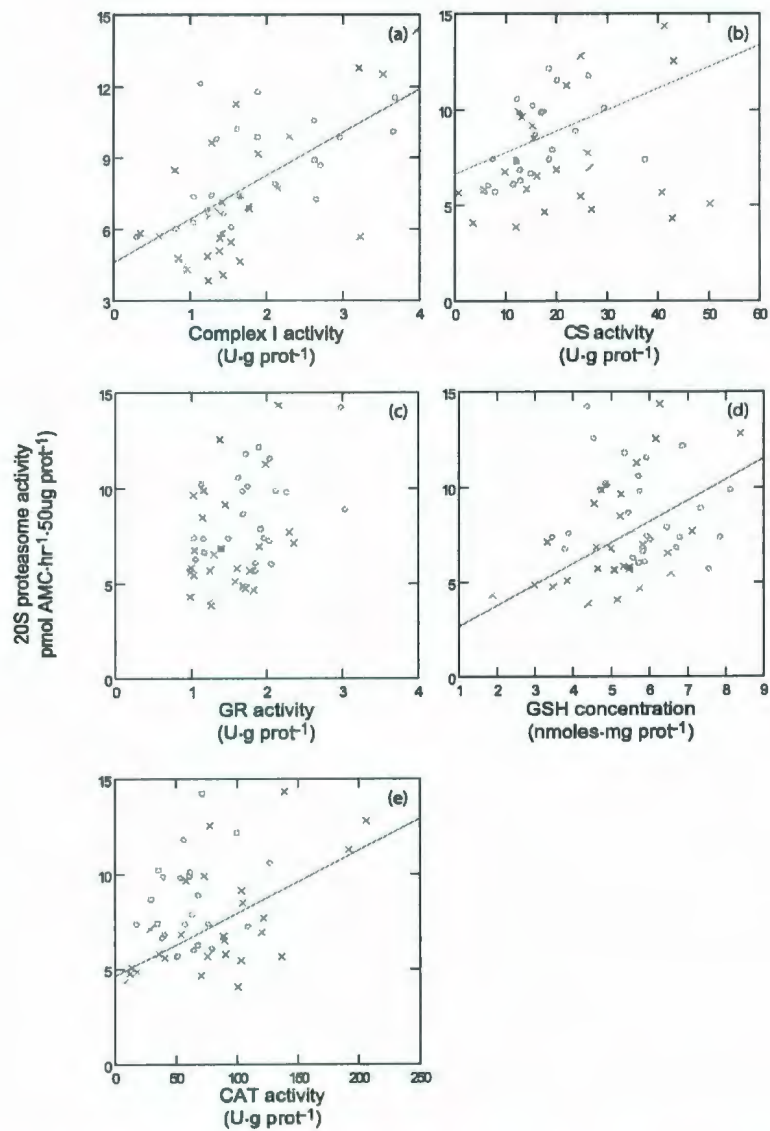 15
12
9
6
3
(a)
0 1 2 3 4
Complex I activity
(U·g prot⁻¹)
15
10
5
0
(b)
0 10 20 30 40 50 60
CS activity
(U·g prot⁻¹)
20S proteasome activity
pmol AMC·hr¹·50ug prot⁻¹)
15
10
5
0
(c)
0 1 2 3 4
GR activity
(U·g prot⁻¹)
15
10
5
0
(d)
1 2 3 4 5 6 7 8 9
GSH concentration
(nmoles·mg prot⁻¹)
15
10
5
0
(e)
0 50 100 150 200 250
CAT activity
(U·g prot⁻¹)